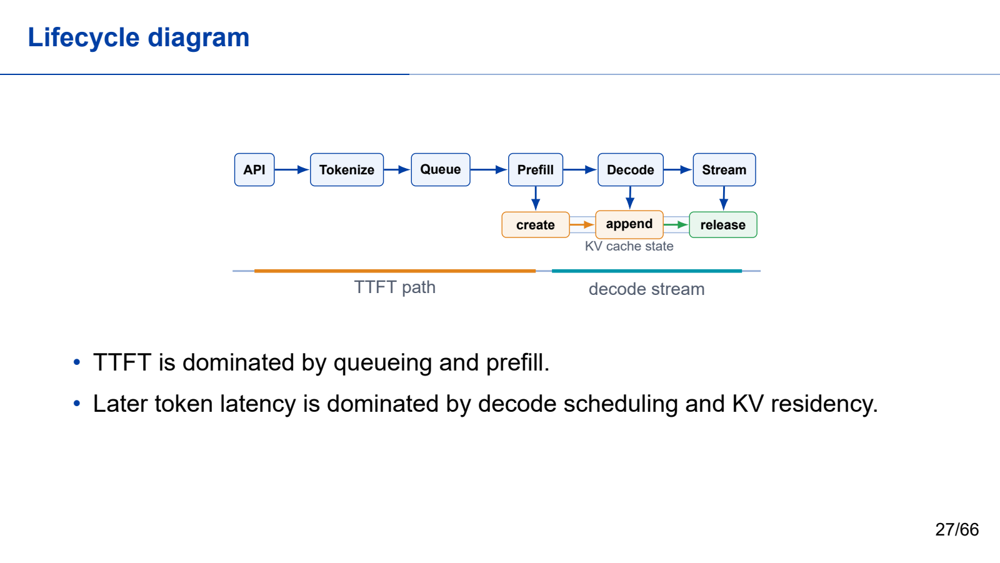 Lifecycle diagram
API
Tokenize
Queue
Prefill
Decode
Stream
create
append
release
KV cache state
TTFT path
decode stream
• TTFT is dominated by queueing and prefill.
• Later token latency is dominated by decode scheduling and KV residency.
27/66